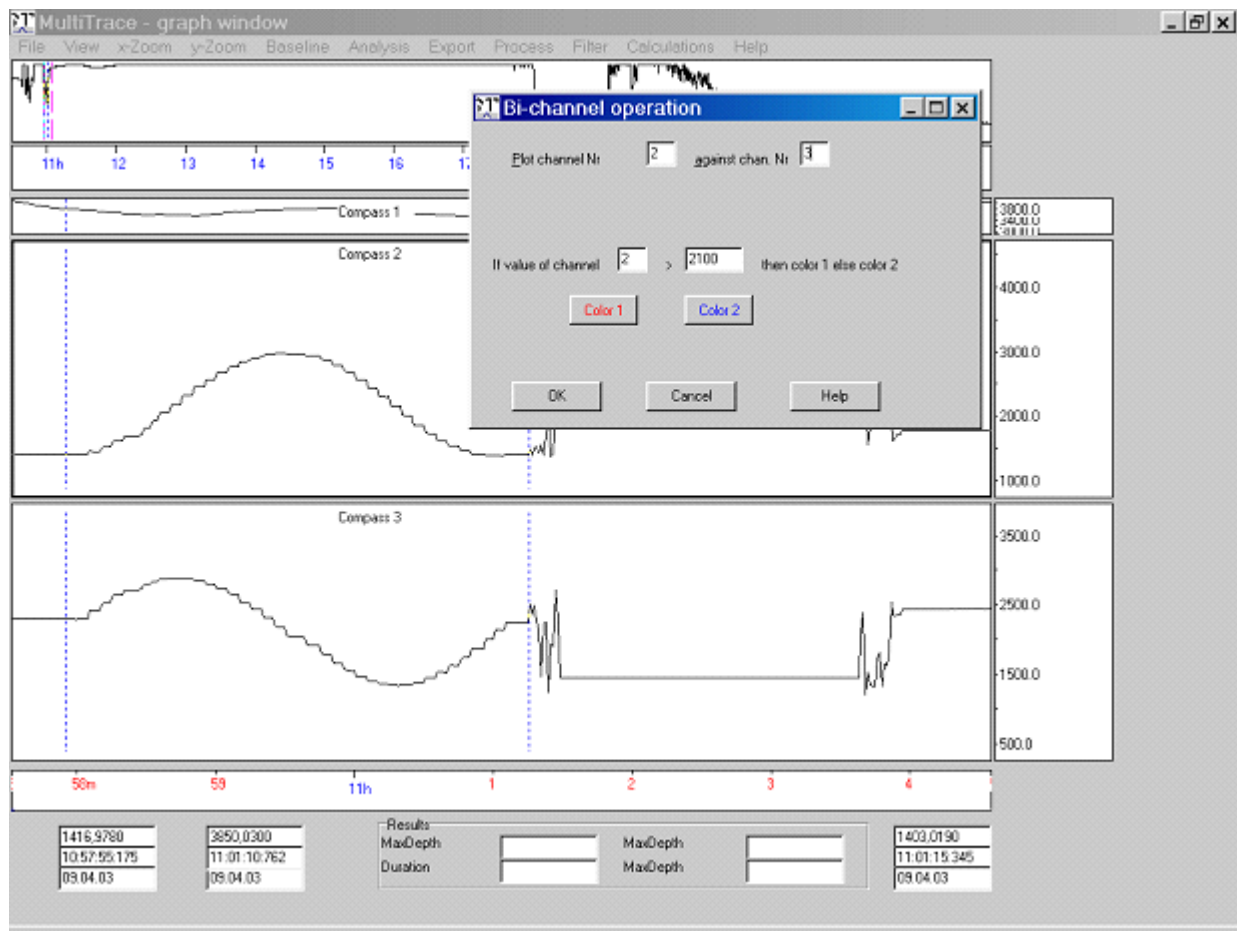 MultiTrace - graph window
File View x-Zoom y-Zoom Baseline Analysis Export Process Filter Calculations Help
Bi-channel operation
Plot channel Nr 2 against chan. Nr 3
11h 12 13 14 15 16
Compass 1
3800.0
3400.0
Compass 2
If value of channel 2 > 2100 then color 1 else color 2
4000.0
Color 1 Color 2
3000.0
OK Cancel Help
2000.0
1000.0
Compass 3
3500.0
2500.0
1500.0
500.0
58m 59 11h 1 2 3 4
Results
1416,9780 3850,0300 MaxDepth MaxDepth 1403,0190
10:57:55:175 11:01:10:762 Duration MaxDepth 11:01:15:345
09.04.03 09.04.03 09.04.03